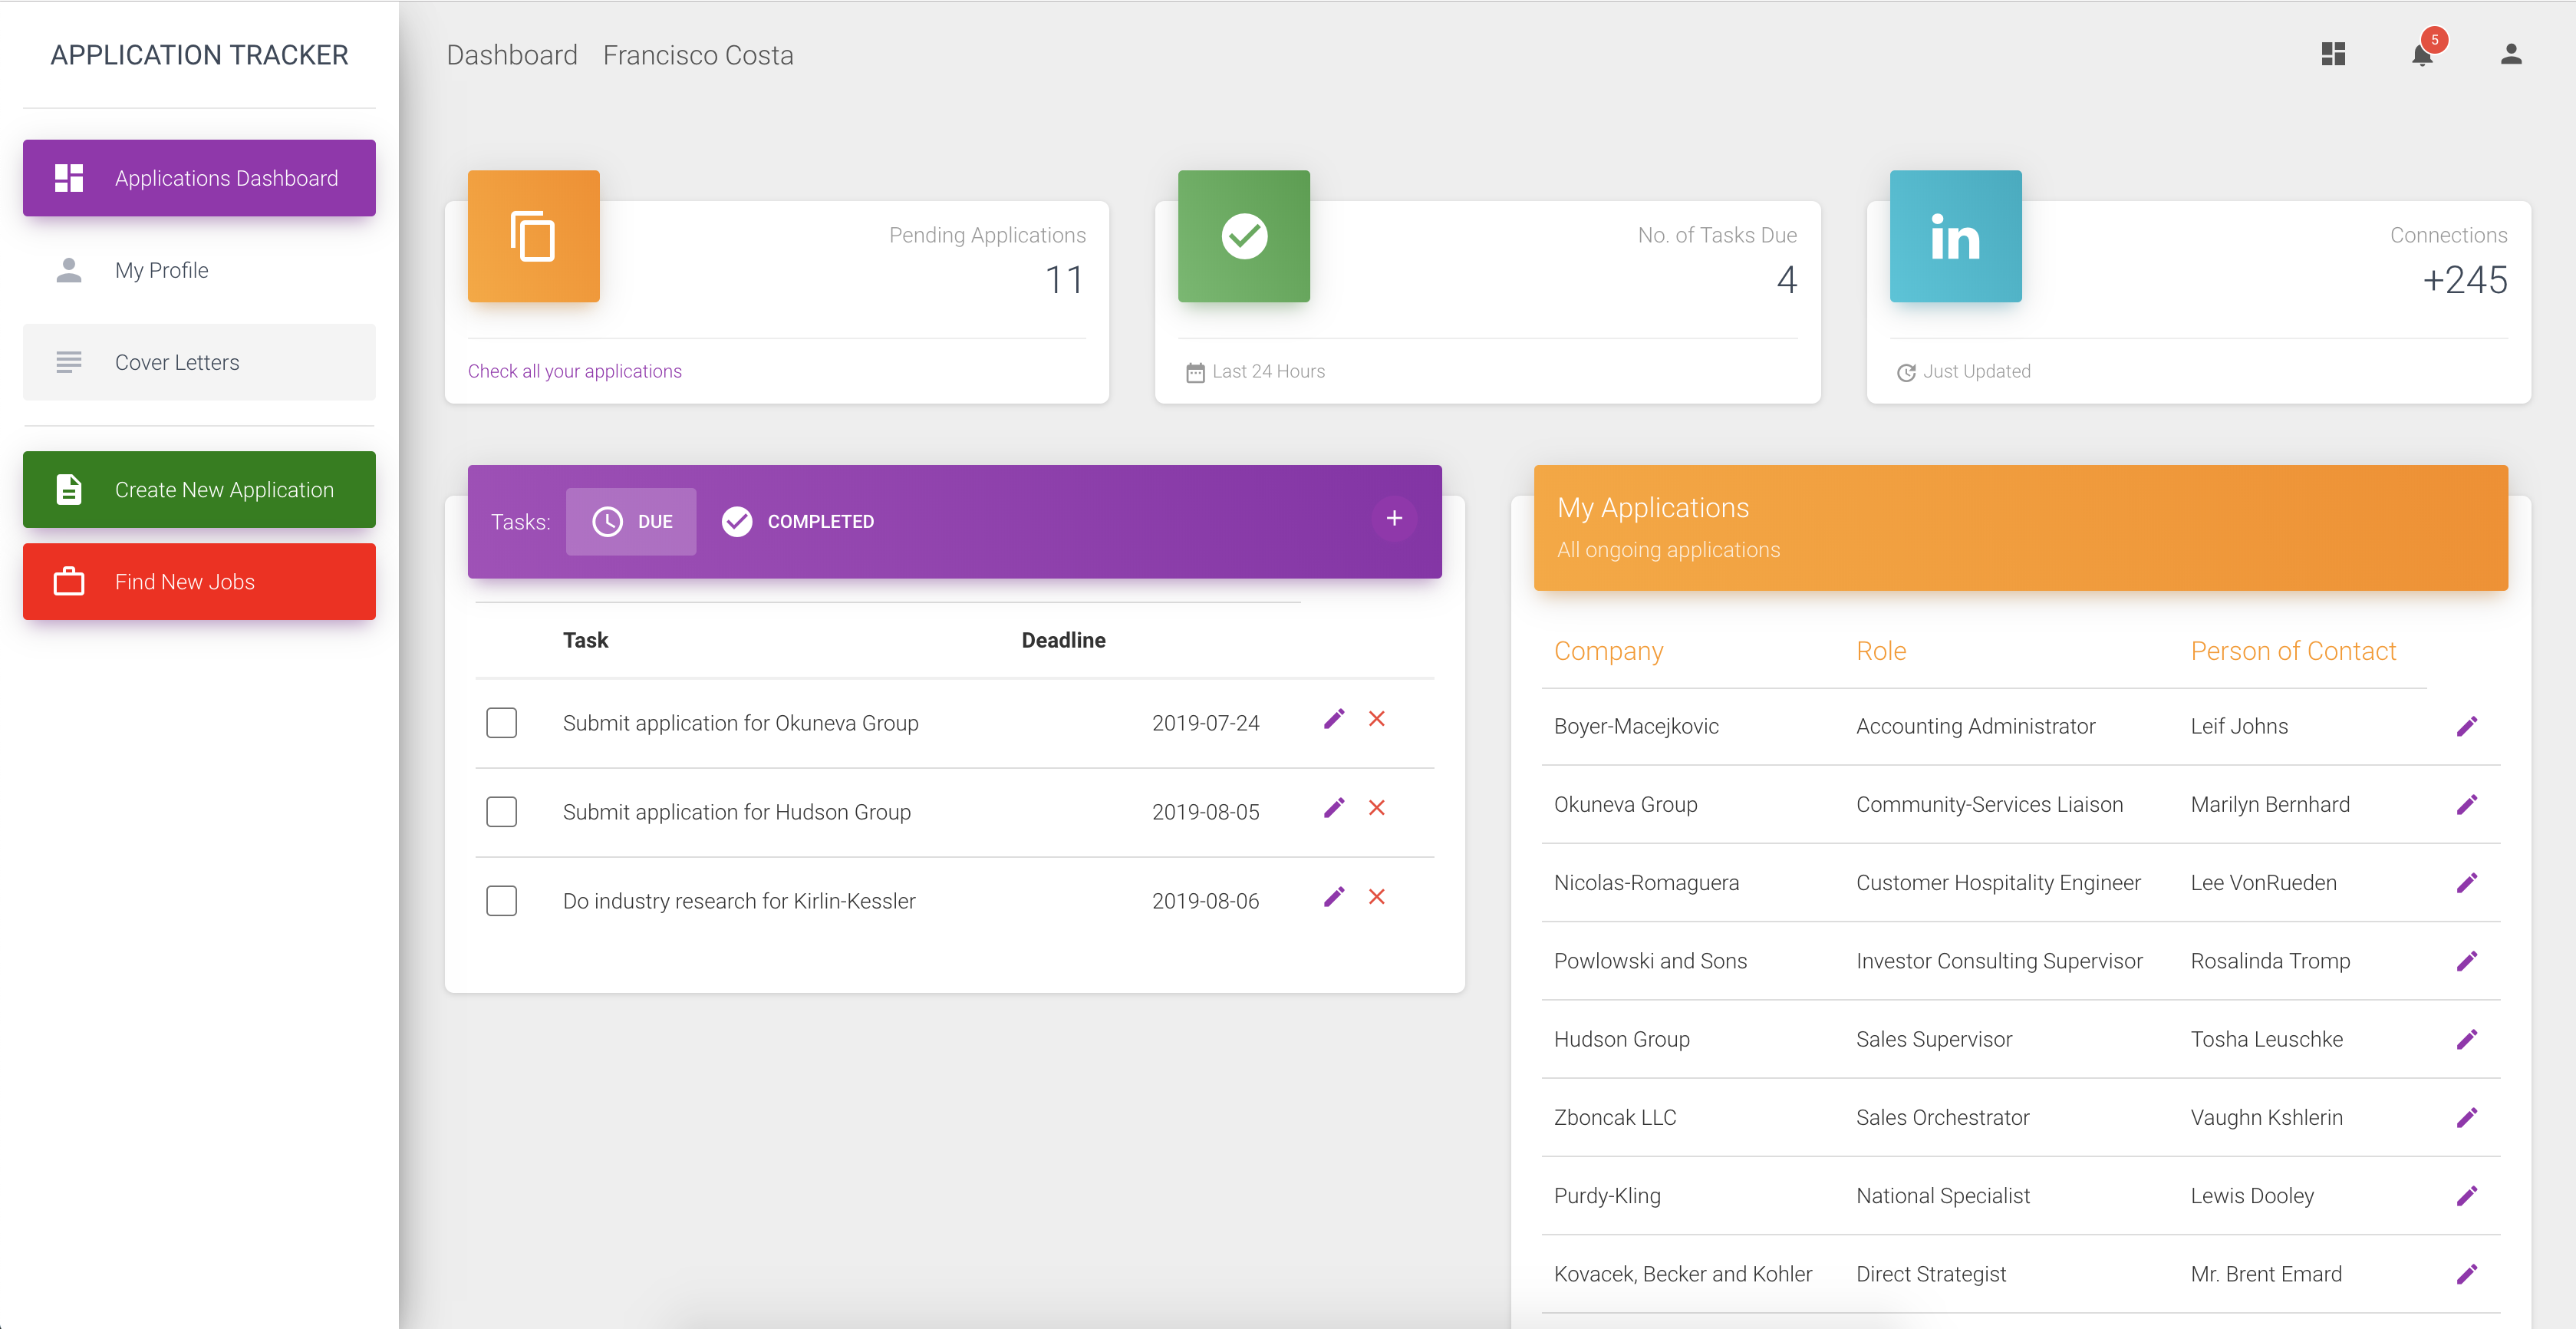 APPLICATION TRACKER
Applications Dashboard
My Profile
Cover Letters
Create New Application
Find New Jobs
Dashboard Francisco Costa
5
Pending Applications
11
Check all your applications
No. of Tasks Due
4
Last 24 Hours
in
Connections
+245
Just Updated
Tasks: DUE COMPLETED +
Task Deadline
Submit application for Okuneva Group 2019-07-24
Submit application for Hudson Group 2019-08-05
Do industry research for Kirlin-Kessler 2019-08-06
My Applications
All ongoing applications
Company Role Person of Contact
Boyer-Macejkovic Accounting Administrator Leif Johns
Okuneva Group Community-Services Liaison Marilyn Bernhard
Nicolas-Romaguera Customer Hospitality Engineer Lee VonRueden
Powlowski and Sons Investor Consulting Supervisor Rosalinda Tromp
Hudson Group Sales Supervisor Tosha Leuschke
Zboncak LLC Sales Orchestrator Vaughn Kshlerin
Purdy-Kling National Specialist Lewis Dooley
Kovacek, Becker and Kohler Direct Strategist Mr. Brent Emard